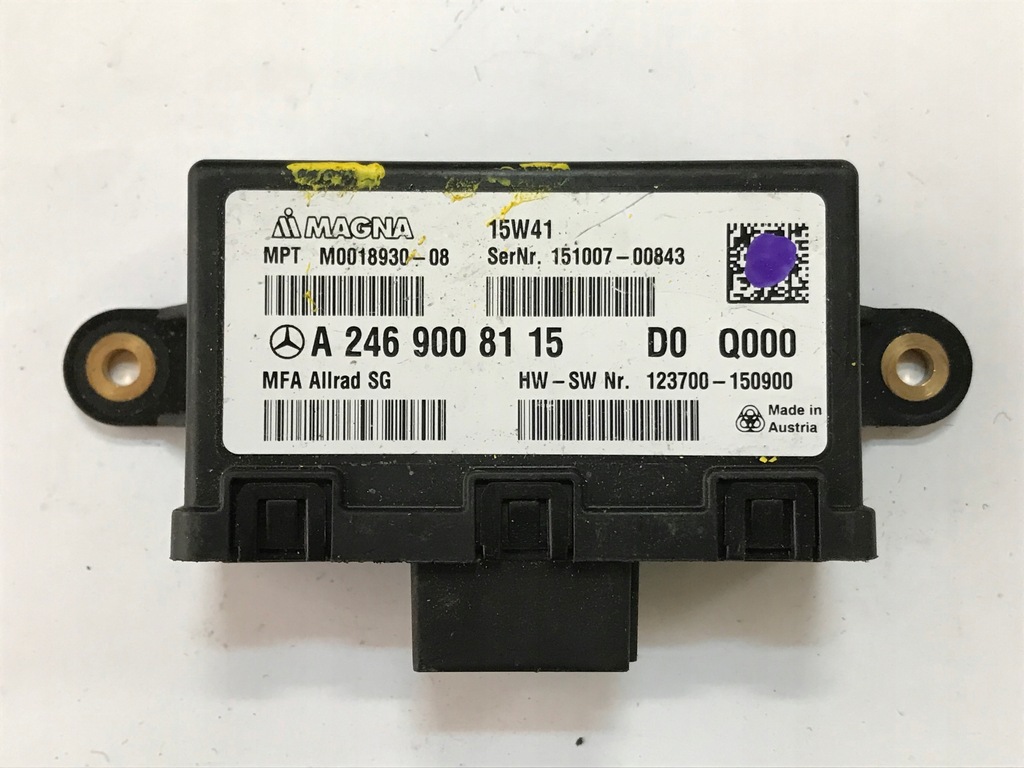 MAGNA 15W41
MPT M0018930-08 SerNr. 151007-00843
A 246 900 81 15 D0 Q000
MFA Allrad SG HW-SW Nr. 123700-150900
Made in
Austria